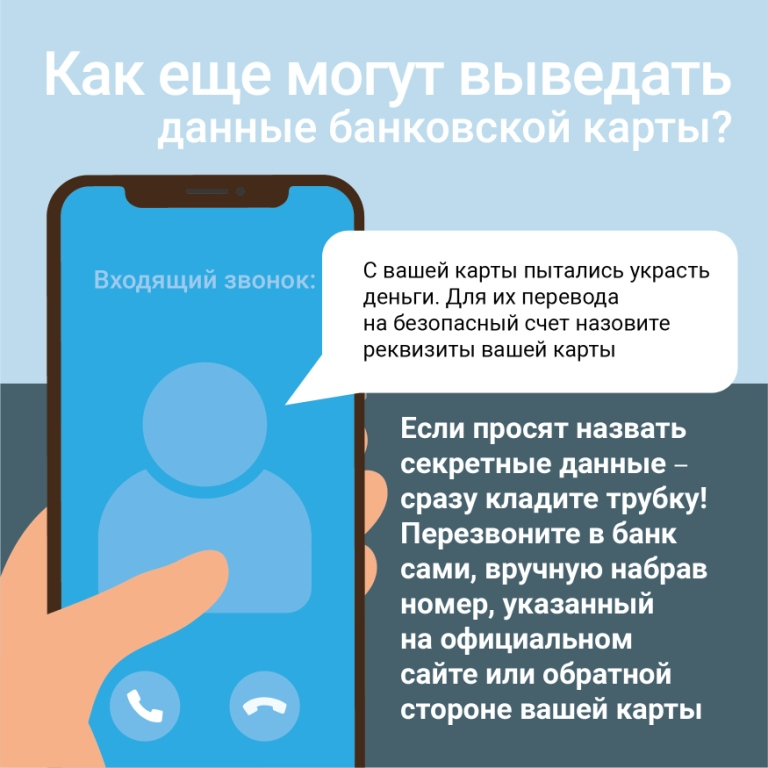 Как еще могут выведать
данные банковской карты?
Входящий звонок:
С вашей карты пытались украсть
деньги. Для их перевода
на безопасный счет назовите
реквизиты вашей карты
Если просят назвать
секретные данные –
сразу кладите трубку!
Перезвоните в банк
сами, вручную набрав
номер, указанный
на официальном
сайте или обратной
стороне вашей карты